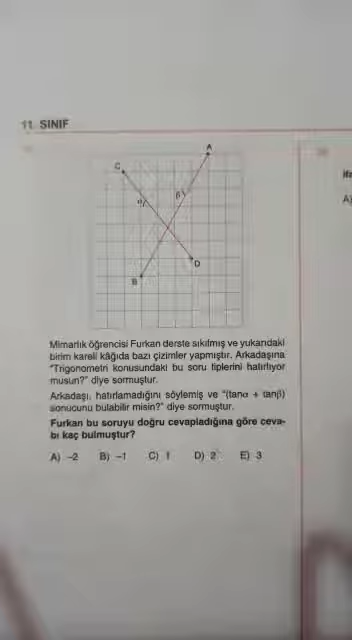 11. SINIF
A
C
α
β
D
B
Mimarlık öğrencisi Furkan derste sıkılmış ve yukarıdaki
birim kareli kâğıda bazı çizimler yapmıştır. Arkadaşına
"Trigonometri konusundaki bu soru tiplerini hatırlıyor
musun?" diye sormuştur.
Arkadaşı, hatırlamadığını söylemiş ve "(tanα + tanβ)
sonucunu bulabilir misin?" diye sormuştur.
Furkan bu soruyu doğru cevapladığına göre ceva-
bı kaç bulmuştur?
A) –2 B) –1 C) 1 D) 2 E) 3
A)